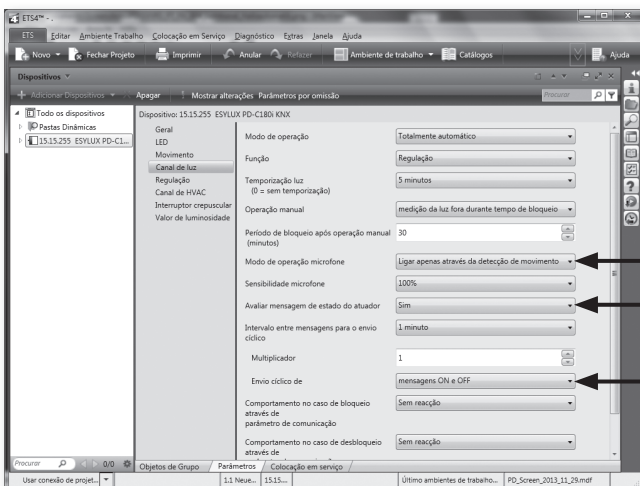 ETS4™ - .
ETS Editar Ambiente Trabalho Colocação em Serviço Diagnóstico Extras Janela Ajuda
Novo Fechar Projeto Imprimir Anular Refazer Ambiente de trabalho Catálogos Ajuda
Dispositivos
Adicionar Dispositivos Apagar Mostrar alterações Parâmetros por omissão Procurar
Todo os dispositivos
Pastas Dinámicas
15.15.255 ESYLUX PD-C1...
Dispositivo: 15.15.255 ESYLUX PD-C180i KNX
Geral
LED
Movimento
Canal de luz
Regulação
Canal de HVAC
Interruptor crepuscular
Valor de luminosidade
Modo de operação Totalmente automático
Função Regulação
Temporização luz
(0 = sem temporização) 5 minutos
Operação manual medição da luz fora durante tempo de bloqueio
Período de bloqueio após operação manual
(minutos) 30
Modo de operação microfone Ligar apenas através da detecção de movimento
Sensibilidade microfone 100%
Avaliar mensagem de estado do atuador Sim
Intervalo entre mensagens para o envio
cíclico 1 minuto
Multiplicador 1
Envio cíclico de mensagens ON e OFF
Comportamento no caso de bloqueio
através de
parâmetro de comunicação Sem reacção
Comportamento no caso de desbloqueio
através de Sem reacção
Procurar 0/0
Objetos de Grupo Parâmetros Colocação em serviço
Usar conexão de projet... 1.1 Neue... 15.15.... Último ambientes de trabalho... PD_Screen_2013_11_29.mdf